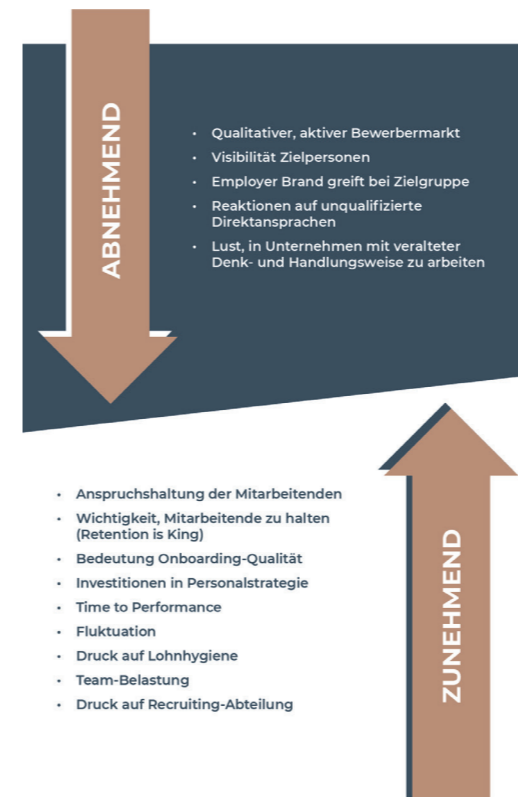 ABNEHMEND
• Qualitativer, aktiver Bewerbermarkt
• Visibilität Zielpersonen
• Employer Brand greift bei Zielgruppe
• Reaktionen auf unqualifizierte
Direktansprachen
• Lust, in Unternehmen mit veralteter
Denk- und Handlungsweise zu arbeiten
• Anspruchshaltung der Mitarbeitenden
• Wichtigkeit, Mitarbeitende zu halten
(Retention is King)
• Bedeutung Onboarding-Qualität
• Investitionen in Personalstrategie
• Time to Performance
• Fluktuation
• Druck auf Lohnhygiene
• Team-Belastung
• Druck auf Recruiting-Abteilung
ZUNEHMEND